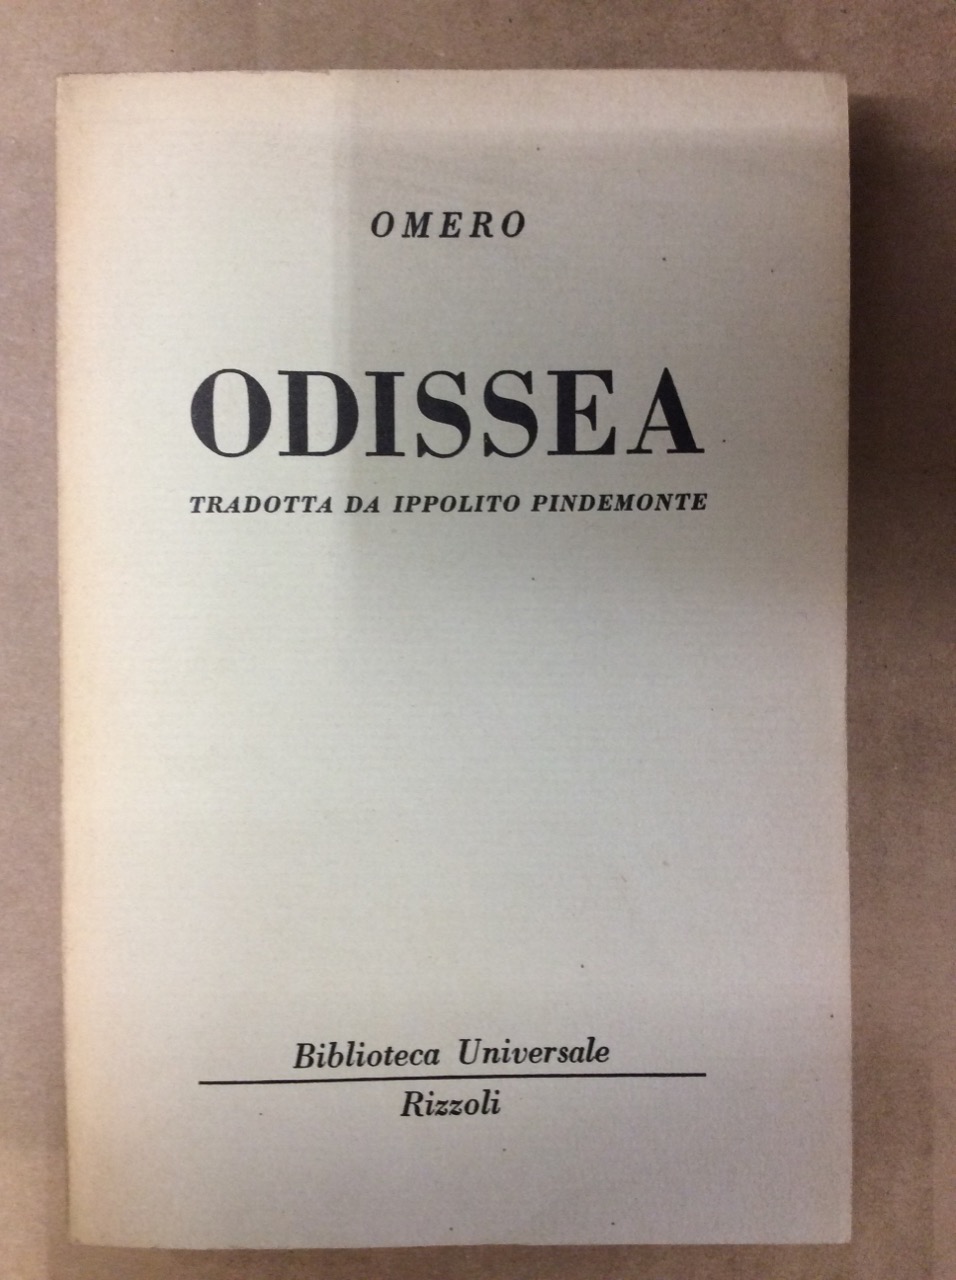 OMERO
ODISSEA
TRADOTTA DA IPPOLITO PINDEMONTE
Biblioteca Universale
Rizzoli